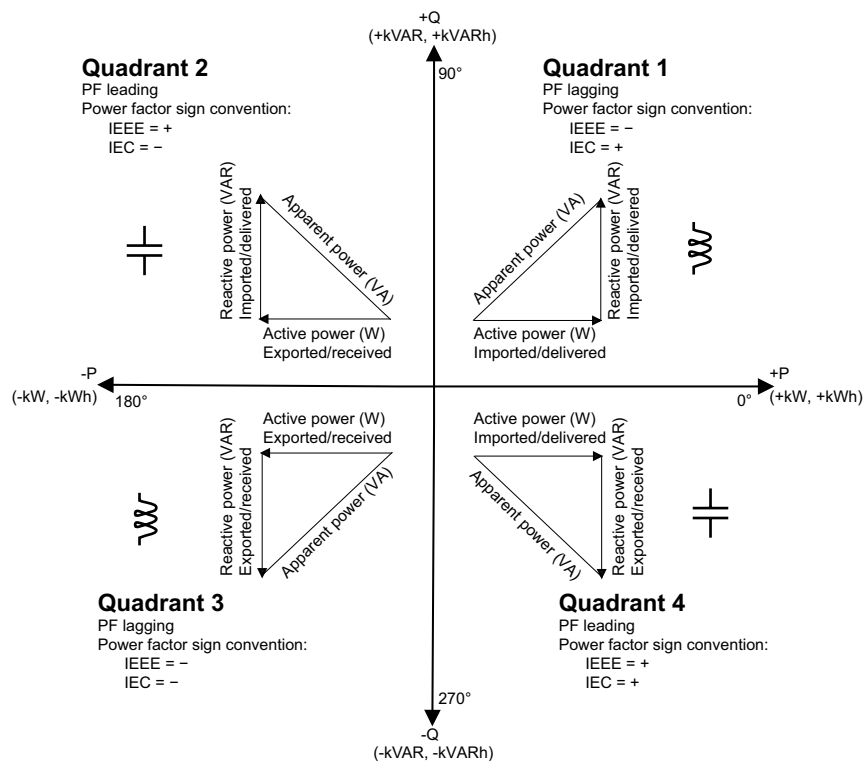 +Q
(+kVAR, +kVARh)
90°
Quadrant 2
PF leading
Power factor sign convention:
IEEE = +
IEC = −
Quadrant 1
PF lagging
Power factor sign convention:
IEEE = −
IEC = +
Reactive power (VAR)
Imported/delivered
Apparent power (VA)
Active power (W)
Exported/received
Apparent power (VA)
Reactive power (VAR)
Imported/delivered
Active power (W)
Imported/delivered
-P
(-kW, -kWh)
180°
0°
+P
(+kW, +kWh)
Active power (W)
Exported/received
Reactive power (VAR)
Exported/received
Apparent power (VA)
Active power (W)
Imported/delivered
Apparent power (VA)
Reactive power (VAR)
Exported/received
Quadrant 3
PF lagging
Power factor sign convention:
IEEE = −
IEC = −
Quadrant 4
PF leading
Power factor sign convention:
IEEE = +
IEC = +
270°
-Q
(-kVAR, -kVARh)